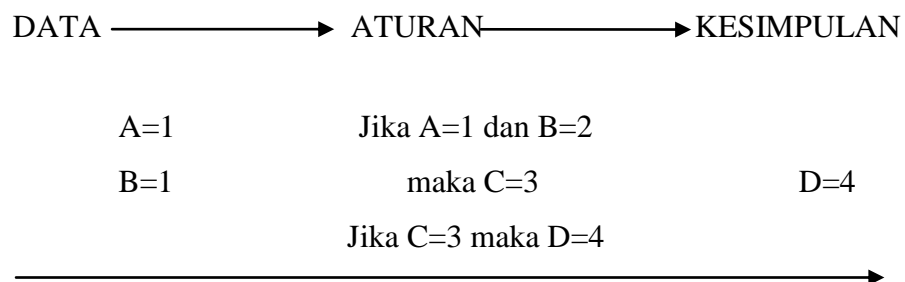 DATA ATURAN KESIMPULAN
A=1 Jika A=1 dan B=2
B=1 maka C=3 D=4
Jika C=3 maka D=4